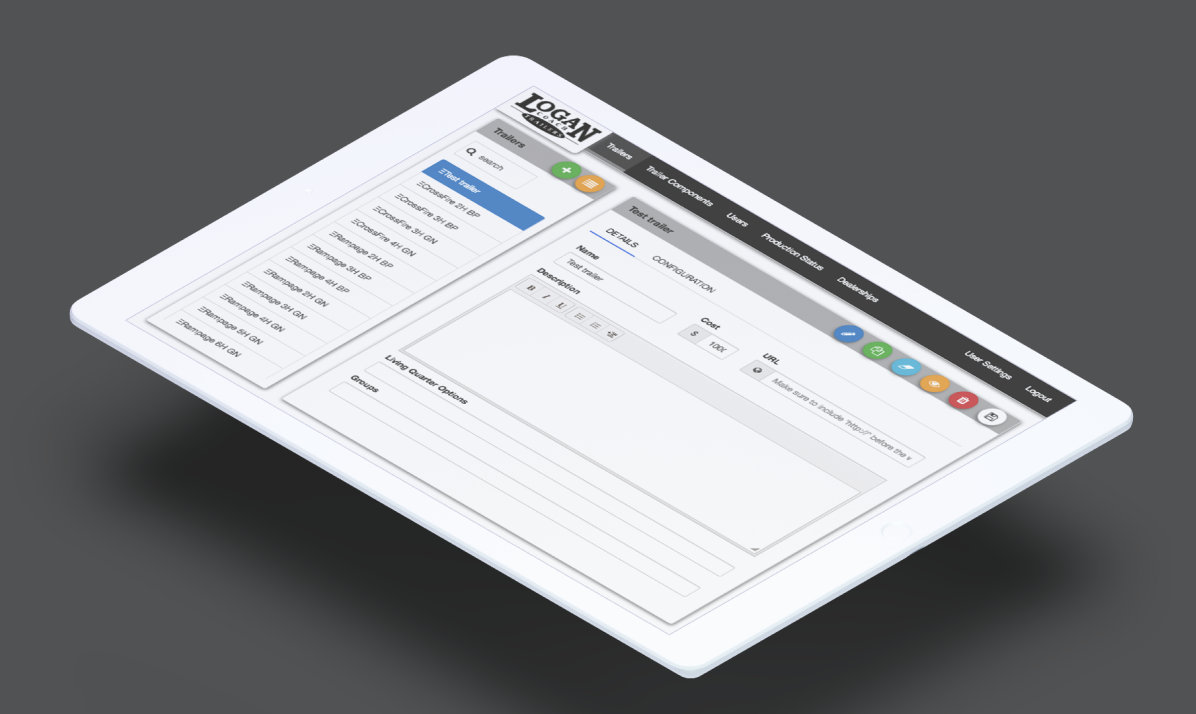 LOGAN
COACH
TRAILERS
Trailers
Trailer Components
Users
Production Status
Dealerships
User Settings
Logout
Trailers
search
Test trailer
CrossFire 2H BP
CrossFire 3H BP
CrossFire 3H GN
CrossFire 4H GN
Rampage 2H BP
Rampage 3H BP
Rampage 4H BP
Rampage 2H GN
Rampage 3H GN
Rampage 4H GN
Rampage 5H GN
Rampage 6H GN
Test trailer
DETAILS
CONFIGURATION
Name
Test trailer
Cost
$ 100
URL
Make sure to include "http://" before the
Description
B I U
Living Quarter Options
Groups